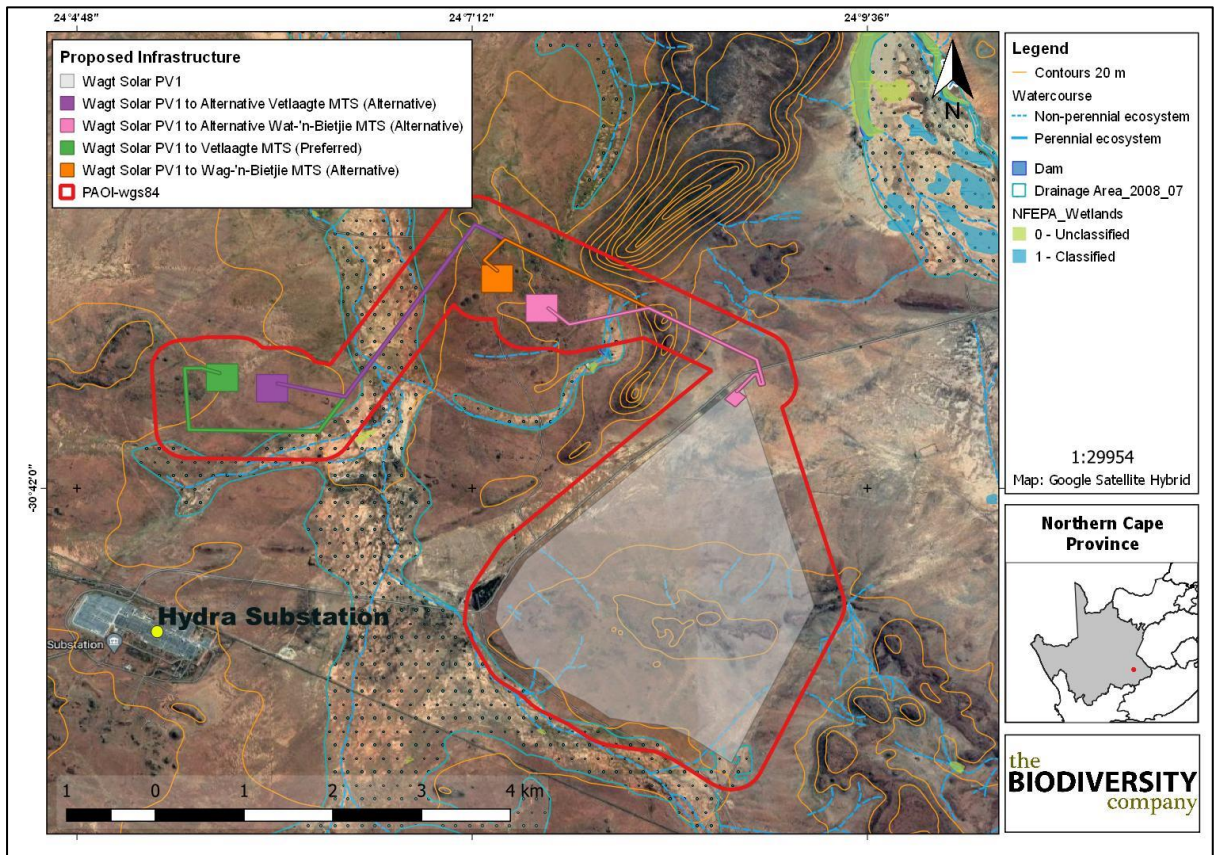 24°4'48"
24°7'12"
24°9'36"
Proposed Infrastructure
Wagt Solar PV1
Wagt Solar PV1 to Alternative Vetlaagte MTS (Alternative)
Wagt Solar PV1 to Alternative Wat-'n-Bietjie MTS (Alternative)
Wagt Solar PV1 to Vetlaagte MTS (Preferred)
Wagt Solar PV1 to Wag-'n-Bietjie MTS (Alternative)
PAOI-wgs84
N
-30°42'0"
Hydra Substation
Substation
1 0 1 2 3 4 km
Legend
Contours 20 m
Watercourse
Non-perennial ecosystem
Perennial ecosystem
Dam
Drainage Area_2008_07
NFEPA_Wetlands
0 - Unclassified
1 - Classified
1:29954
Map: Google Satellite Hybrid
Northern Cape
Province
the
BIODIVERSITY
company